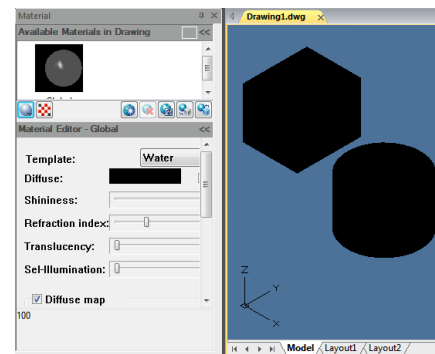 Material
Drawing1.dwg
Available Materials in Drawing
<<
Material Editor - Global
<<
Template:
Water
Diffuse:
Shininess:
Refraction index:
Translucency:
Sel-Illumination:
Diffuse map
100
Z
Y
X
Model
Layout1
Layout2